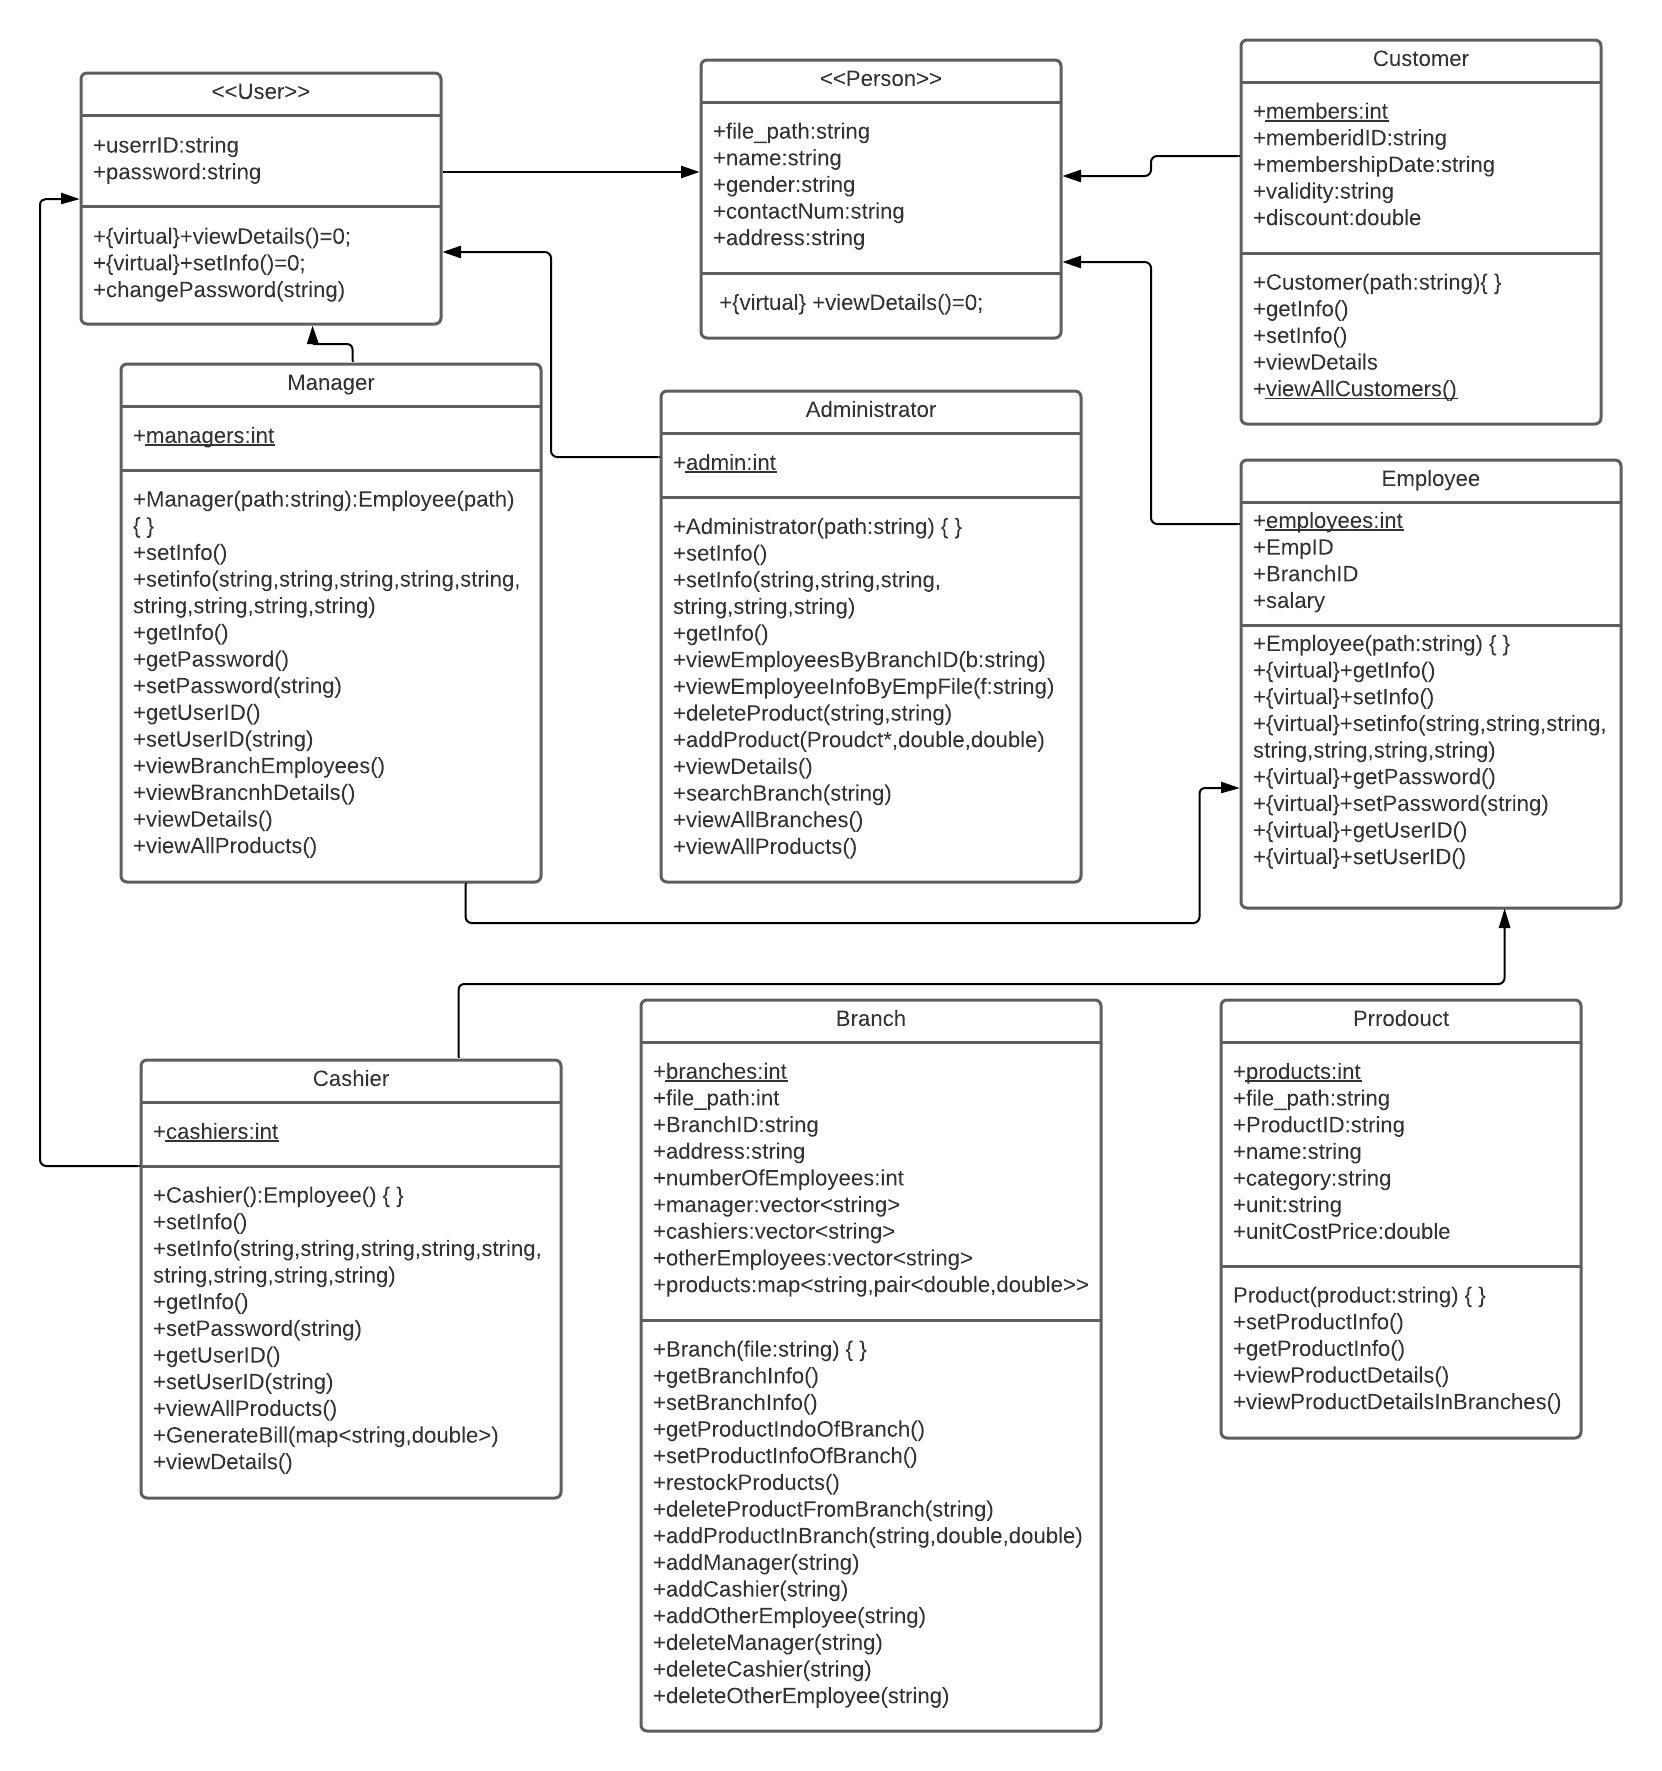 <<User>>
+userrID:string
+password:string
+{virtual}+viewDetails()=0;
+{virtual}+setInfo()=0;
+changePassword(string)
<<Person>>
+file_path:string
+name:string
+gender:string
+contactNum:string
+address:string
+{virtual} +viewDetails()=0;
Customer
+members:int
+memberidID:string
+membershipDate:string
+validity:string
+discount:double
+Customer(path:string){ }
+getInfo()
+setInfo()
+viewDetails
+viewAllCustomers()
Manager
+managers:int
+Manager(path:string):Employee(path)
{ }
+setInfo()
+setinfo(string,string,string,string,string,
string,string,string,string)
+getInfo()
+getPassword()
+setPassword(string)
+getUserID()
+setUserID(string)
+viewBranchEmployees()
+viewBrancnhDetails()
+viewDetails()
+viewAllProducts()
Administrator
+admin:int
+Administrator(path:string) { }
+setInfo()
+setInfo(string,string,string,
string,string,string)
+getInfo()
+viewEmployeesByBranchID(b:string)
+viewEmployeeInfoByEmpFile(f:string)
+deleteProduct(string,string)
+addProduct(Proudct*,double,double)
+viewDetails()
+searchBranch(string)
+viewAllBranches()
+viewAllProducts()
Employee
+employees:int
+EmpID
+BranchID
+salary
+Employee(path:string) { }
+{virtual}+getInfo()
+{virtual}+setInfo()
+{virtual}+setinfo(string,string,string,
string,string,string,string)
+{virtual}+getPassword()
+{virtual}+setPassword(string)
+{virtual}+getUserID()
+{virtual}+setUserID()
Cashier
+cashiers:int
+Cashier():Employee() { }
+setInfo()
+setInfo(string,string,string,string,string,
string,string,string,string)
+getInfo()
+setPassword(string)
+getUserID()
+setUserID(string)
+viewAllProducts()
+GenerateBill(map<string,double>)
+viewDetails()
Branch
+branches:int
+file_path:int
+BranchID:string
+address:string
+numberOfEmployees:int
+manager:vector<string>
+cashiers:vector<string>
+otherEmployees:vector<string>
+products:map<string,pair<double,double>>
+Branch(file:string) { }
+getBranchInfo()
+setBranchInfo()
+getProductIndoOfBranch()
+setProductInfoOfBranch()
+restockProducts()
+deleteProductFromBranch(string)
+addProductInBranch(string,double,double)
+addManager(string)
+addCashier(string)
+addOtherEmployee(string)
+deleteManager(string)
+deleteCashier(string)
+deleteOtherEmployee(string)
Prrodouct
+products:int
+file_path:string
+ProductID:string
+name:string
+category:string
+unit:string
+unitCostPrice:double
Product(product:string) { }
+setProductInfo()
+getProductInfo()
+viewProductDetails()
+viewProductDetailsInBranches()